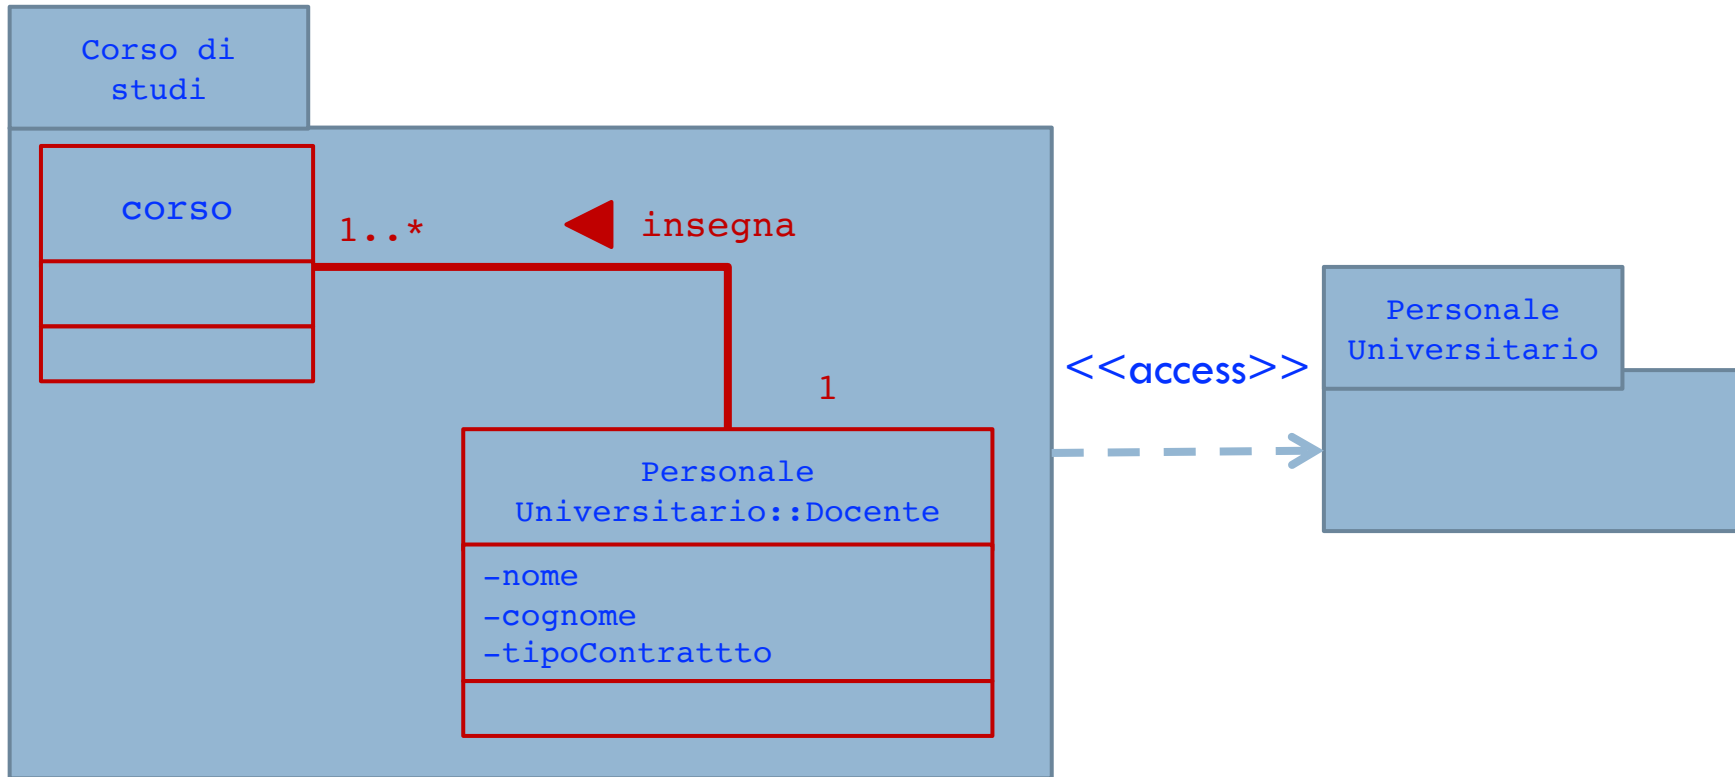 Corso di
studi
corso
1..*
insegna
1
Personale
Universitario::Docente
-nome
-cognome
-tipoContrattto
<<access>>
Personale
Universitario